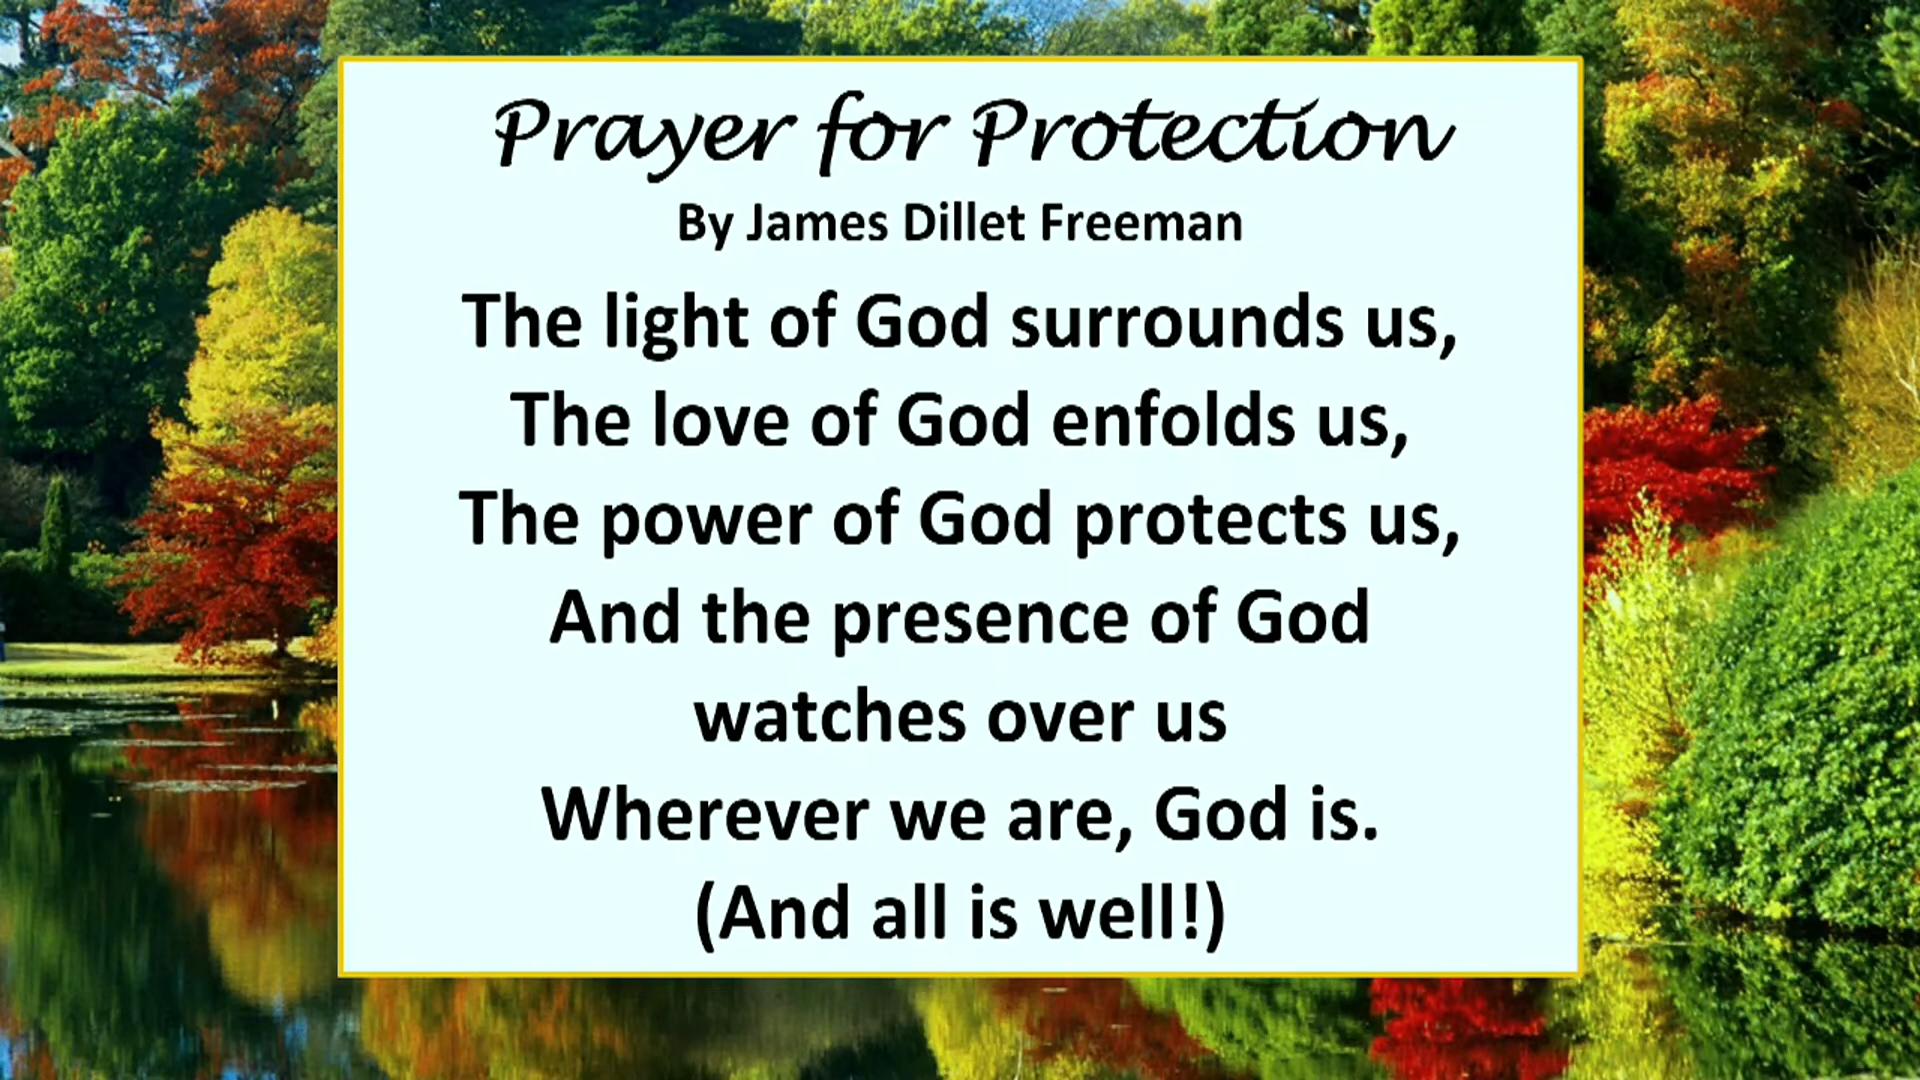 Prayer for Protection
By James Dillet Freeman
The light of God surrounds us,
The love of God enfolds us,
The power of God protects us,
And the presence of God
watches over us
Wherever we are, God is.
(And all is well!)